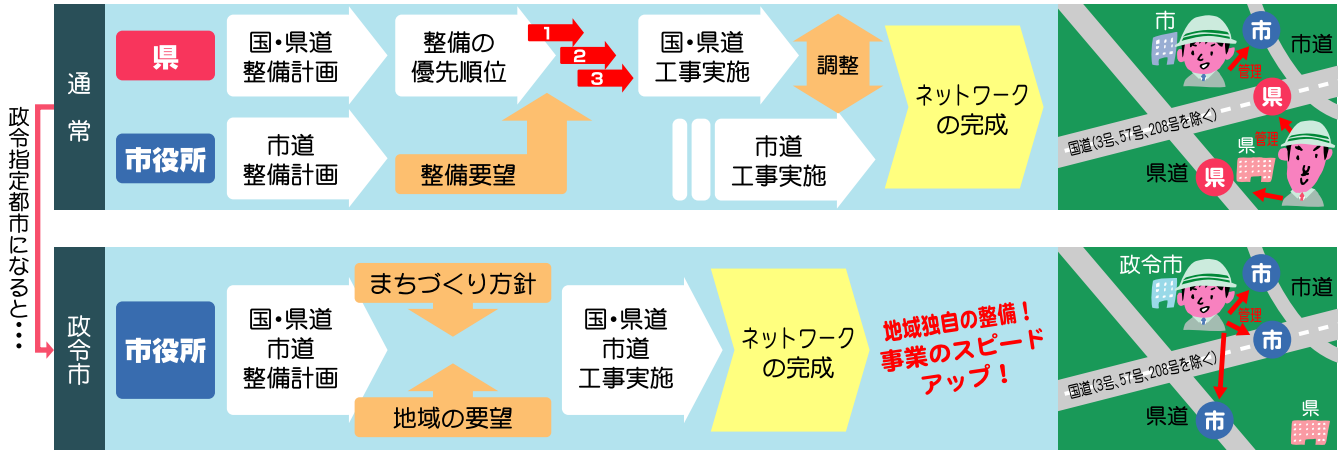 政令指定都市になると・・・
通常
県
国・県道
整備計画
整備の
優先順位
1
2
3
国・県道
工事実施
調整
ネットワーク
の完成
市役所
市道
整備計画
整備要望
市道
工事実施
市
市
市道
管理
県
国道(3号、57号、208号を除く)
県
管理
県道
県
政令市
市役所
国・県道
市道
整備計画
まちづくり方針
地域の要望
国・県道
市道
工事実施
ネットワーク
の完成
地域独自の整備!
事業のスピード
アップ!
政令市
市
市道
管理
市
国道(3号、57号、208号を除く)
県道
市
県